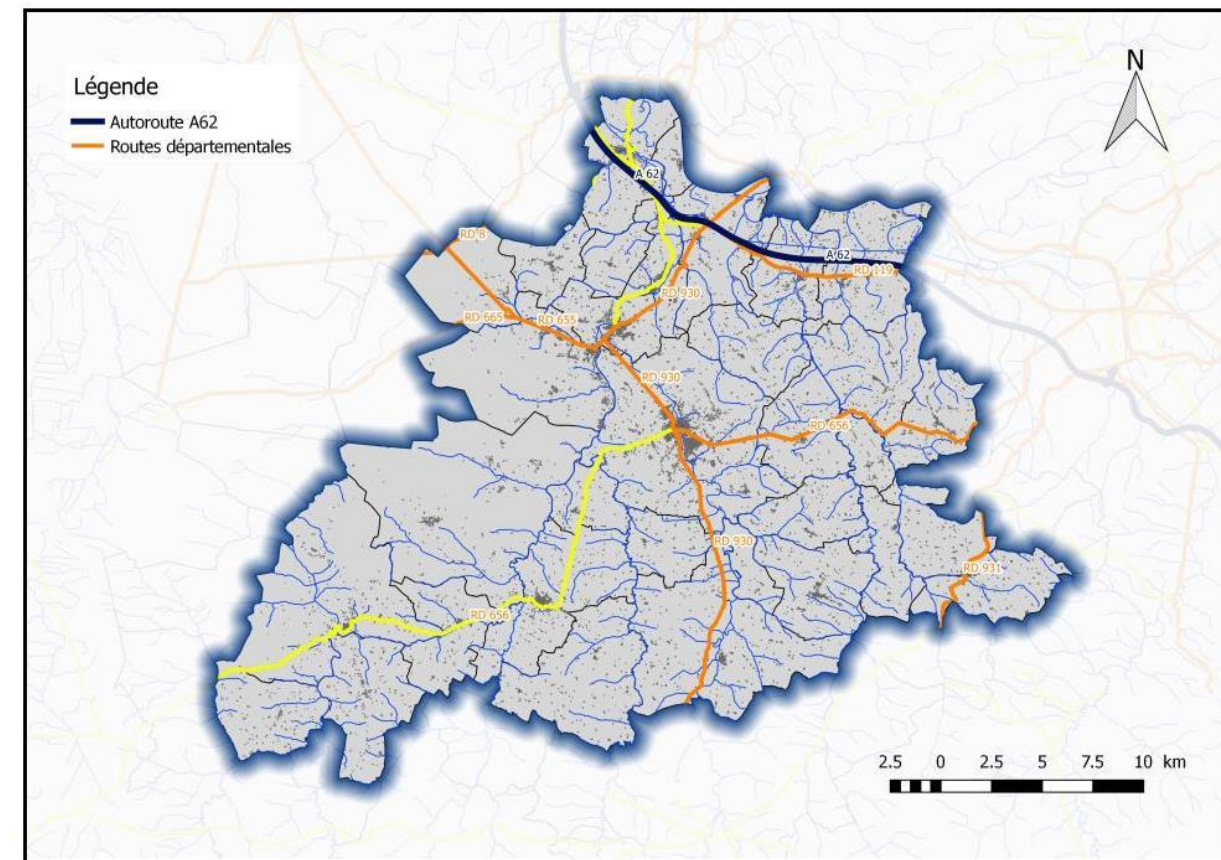 N
Légende
Autoroute A62
Routes départementales
A 62
RD 8
A 62
RD 119
RD 930
RD 665
RD 655
RD 930
RD 656
RD 930
RD 931
RD 656
2.5 0 2.5 5 7.5 10 km